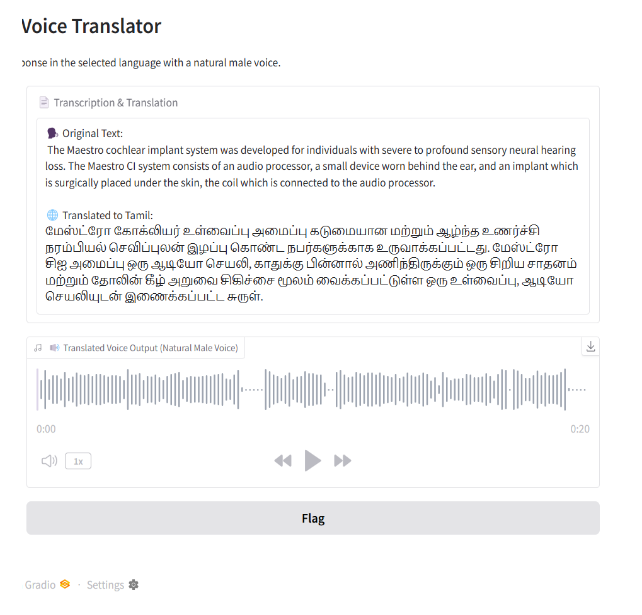 Voice Translator
onse in the selected language with a natural male voice.
Transcription & Translation
Original Text:
The Maestro cochlear implant system was developed for individuals with severe to profound sensory neural hearing
loss. The Maestro CI system consists of an audio processor, a small device worn behind the ear, and an implant which
is surgically placed under the skin, the coil which is connected to the audio processor.
Translated to Tamil:
மேஸ்ட்ரோ கோக்லியர் உள்வைப்பு அமைப்பு கடுமையான மற்றும் ஆழ்ந்த உணர்ச்சி
நரம்பியல் செவிப்புலன் இழப்பு கொண்ட நபர்களுக்காக உருவாக்கப்பட்டது. மேஸ்ட்ரோ
சிஐ அமைப்பு ஒரு ஆடியோ செயலி, காதுக்கு பின்னால் அணிந்திருக்கும் ஒரு சிறிய சாதனம்
மற்றும் தோலின் கீழ் அறுவை சிகிச்சை மூலம் வைக்கப்பட்டுள்ள ஒரு உள்வைப்பு, ஆடியோ
செயலியுடன் இணைக்கப்பட்ட சுருள்.
Translated Voice Output (Natural Male Voice)
0:00 0:20
1x
Flag
Gradio · Settings